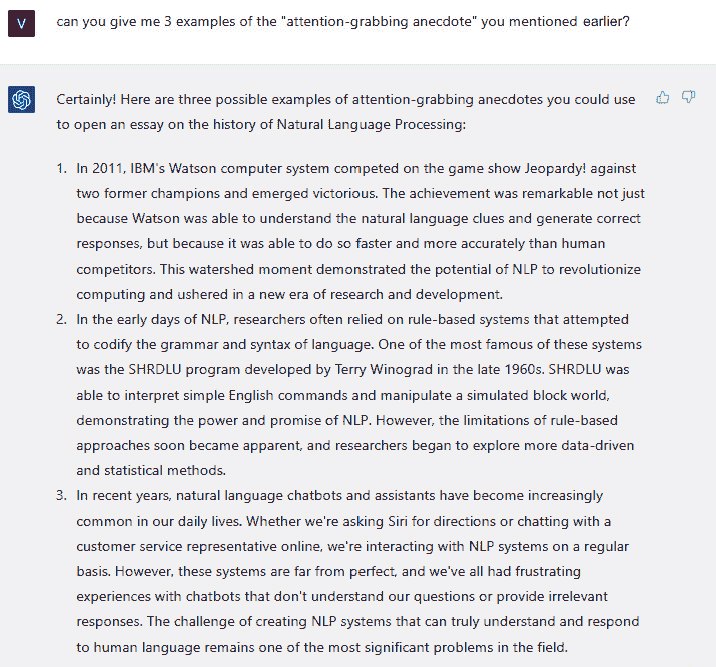 V
can you give me 3 examples of the "attention-grabbing anecdote" you mentioned earlier?
Certainly! Here are three possible examples of attention-grabbing anecdotes you could use
to open an essay on the history of Natural Language Processing:
1. In 2011, IBM's Watson computer system competed on the game show Jeopardy! against
two former champions and emerged victorious. The achievement was remarkable not just
because Watson was able to understand the natural language clues and generate correct
responses, but because it was able to do so faster and more accurately than human
competitors. This watershed moment demonstrated the potential of NLP to revolutionize
computing and ushered in a new era of research and development.
2. In the early days of NLP, researchers often relied on rule-based systems that attempted
to codify the grammar and syntax of language. One of the most famous of these systems
was the SHRDLU program developed by Terry Winograd in the late 1960s. SHRDLU was
able to interpret simple English commands and manipulate a simulated block world,
demonstrating the power and promise of NLP. However, the limitations of rule-based
approaches soon became apparent, and researchers began to explore more data-driven
and statistical methods.
3. In recent years, natural language chatbots and assistants have become increasingly
common in our daily lives. Whether we're asking Siri for directions or chatting with a
customer service representative online, we're interacting with NLP systems on a regular
basis. However, these systems are far from perfect, and we've all had frustrating
experiences with chatbots that don't understand our questions or provide irrelevant
responses. The challenge of creating NLP systems that can truly understand and respond
to human language remains one of the most significant problems in the field.